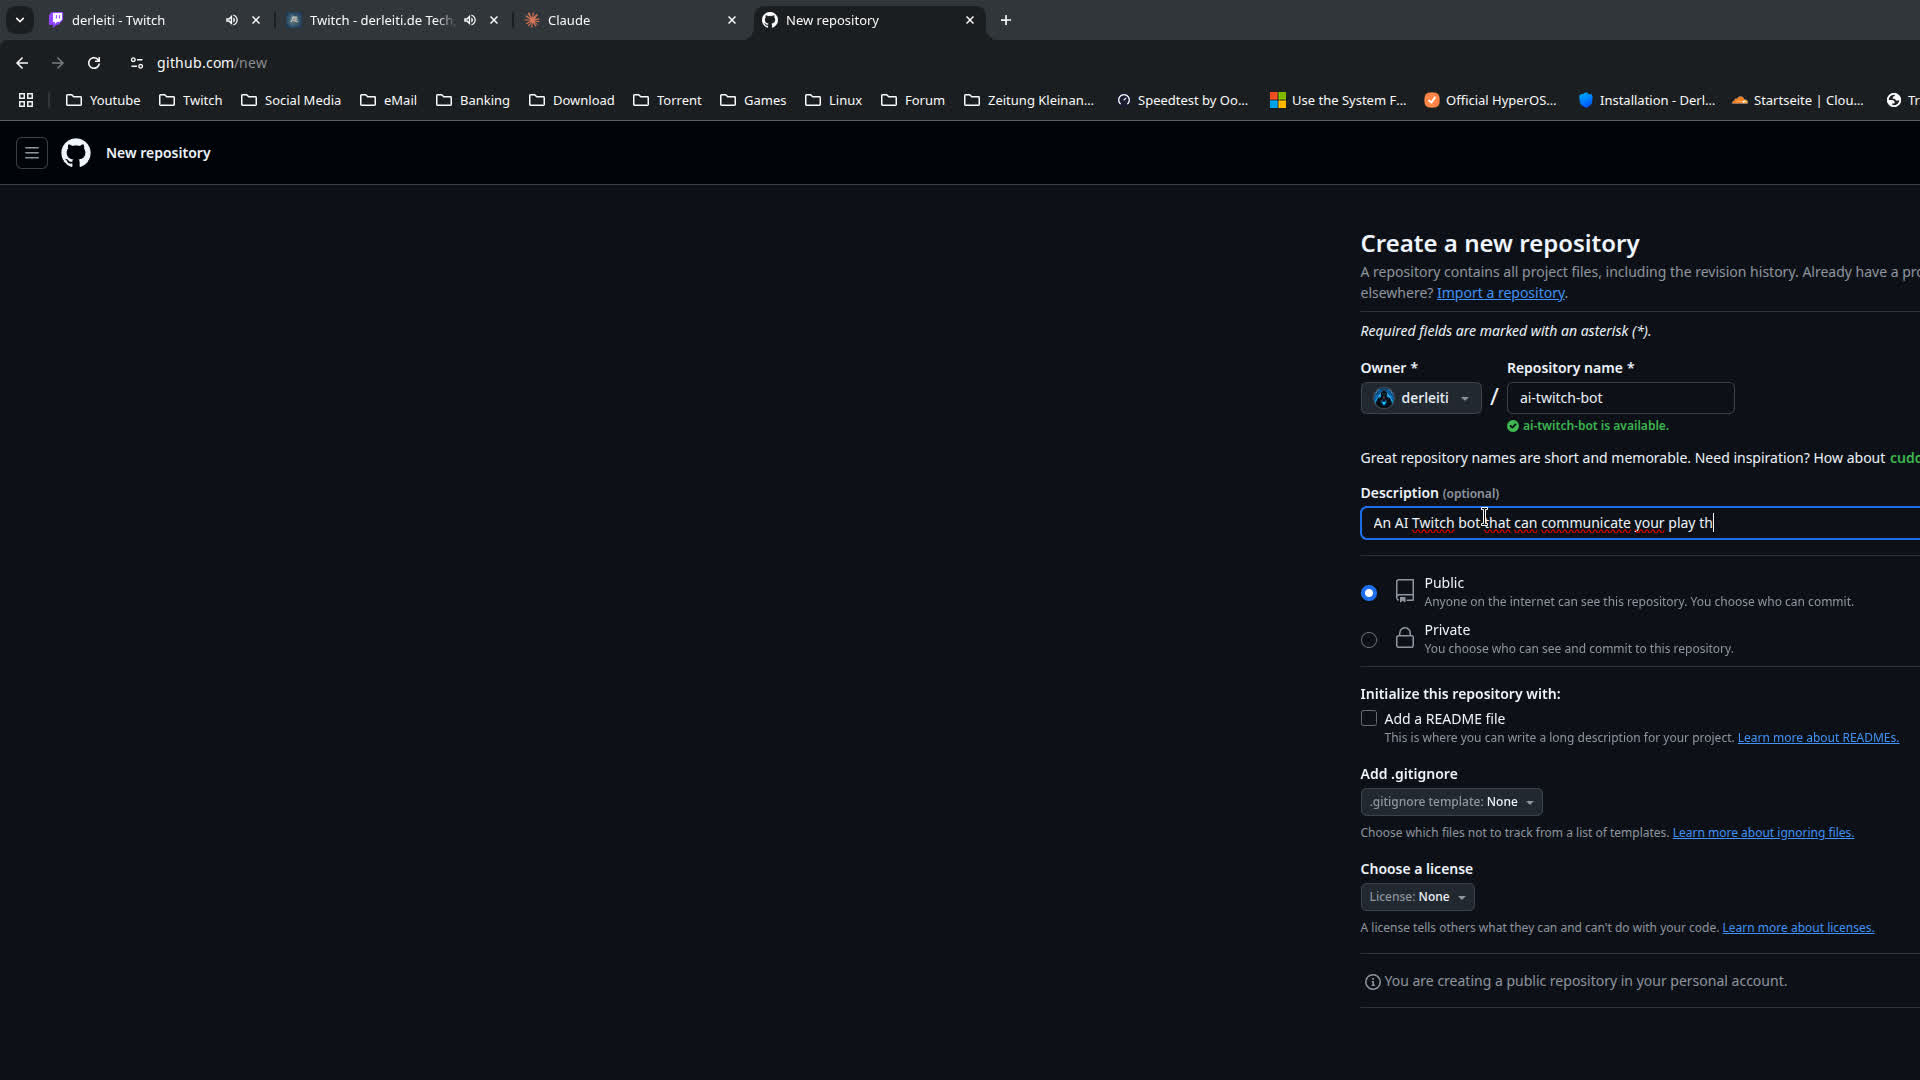 derleiti - Twitch
Twitch - derleiti.de Tech
Claude
New repository
github.com/new
Youtube
Twitch
Social Media
eMail
Banking
Download
Torrent
Games
Linux
Forum
Zeitung Kleinan...
Speedtest by Oo...
Use the System F...
Official HyperOS...
Installation - Derl...
Startseite | Clou...
Tr
New repository
Create a new repository
A repository contains all project files, including the revision history. Already have a pro
elsewhere? Import a repository.
Required fields are marked with an asterisk (*).
Owner *
Repository name *
derleiti
/
ai-twitch-bot
ai-twitch-bot is available.
Great repository names are short and memorable. Need inspiration? How about cudd
Description (optional)
An AI Twitch bot that can communicate your play th
Public
Anyone on the internet can see this repository. You choose who can commit.
Private
You choose who can see and commit to this repository.
Initialize this repository with:
Add a README file
This is where you can write a long description for your project. Learn more about READMEs.
Add .gitignore
.gitignore template: None
Choose which files not to track from a list of templates. Learn more about ignoring files.
Choose a license
License: None
A license tells others what they can and can't do with your code. Learn more about licenses.
You are creating a public repository in your personal account.